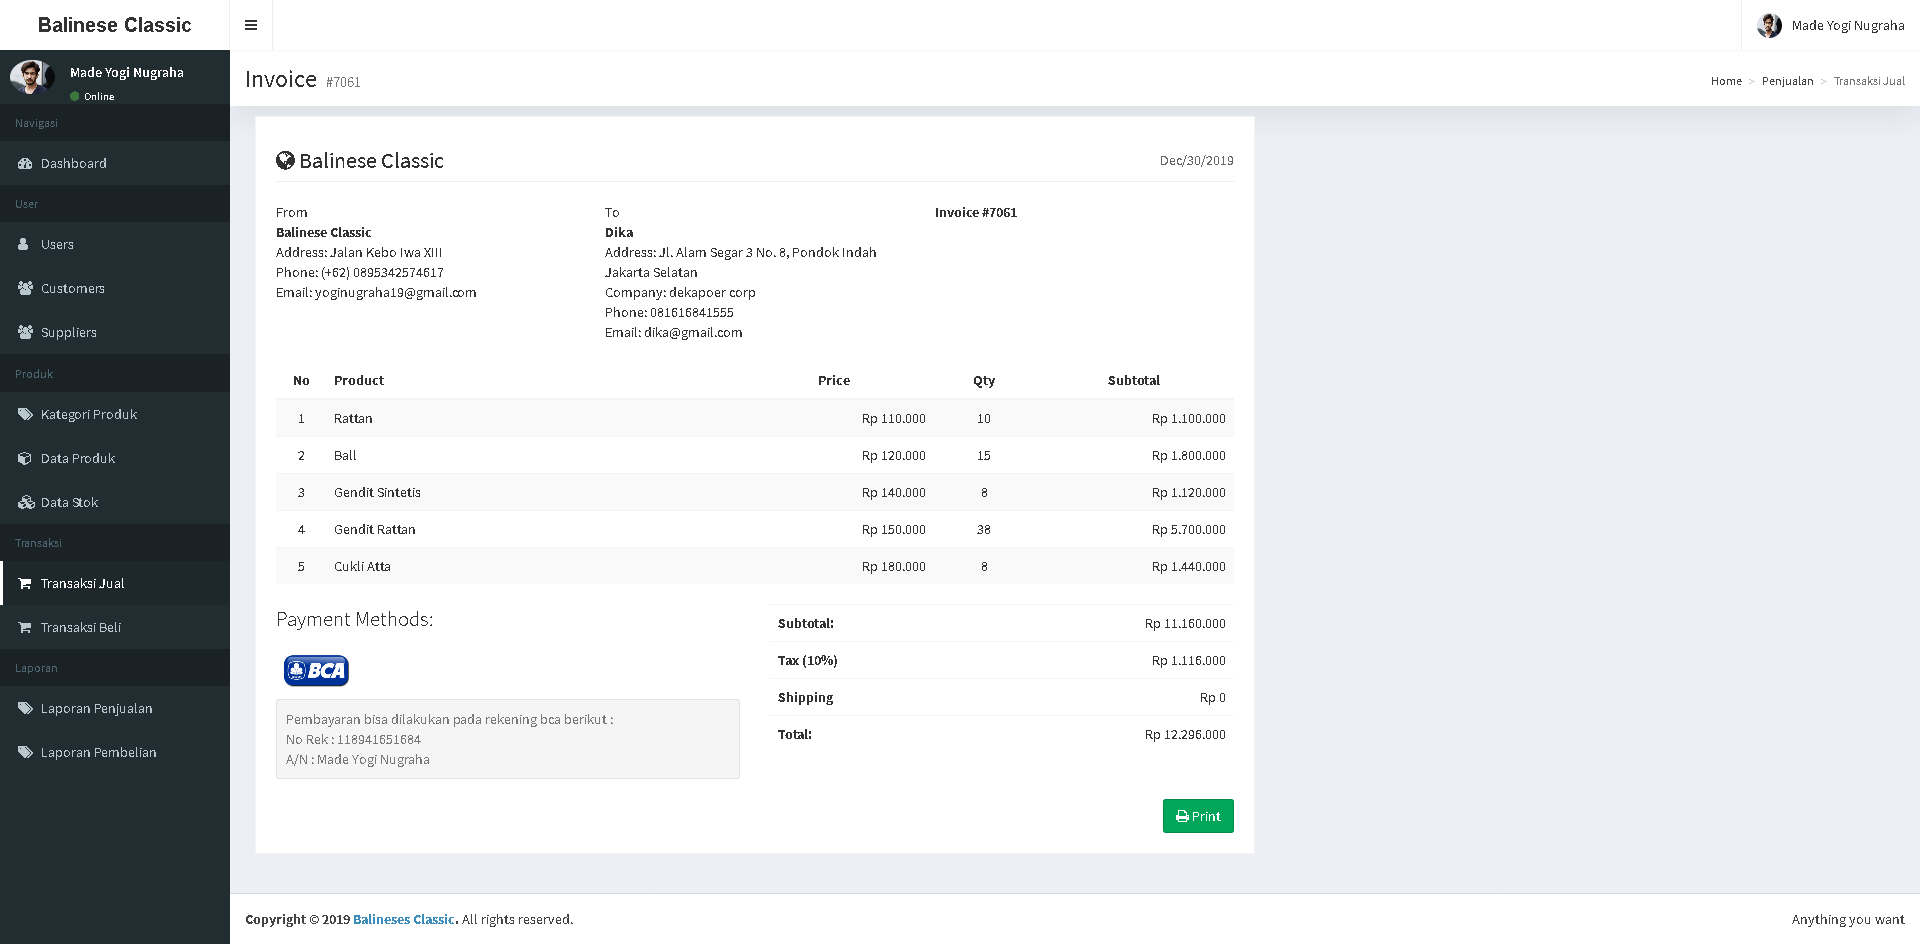 Balinese Classic
Made Yogi Nugraha
Made Yogi Nugraha
Online
Navigasi
Dashboard
User
Users
Customers
Suppliers
Produk
Kategori Produk
Data Produk
Data Stok
Transaksi
Transaksi Jual
Transaksi Beli
Laporan
Laporan Penjualan
Laporan Pembelian
Invoice #7061
Home > Penjualan > Transaksi Jual
Balinese Classic Dec/30/2019
From
Balinese Classic
Address: Jalan Kebo Iwa XIII
Phone: (+62) 0895342574617
Email: yoginugraha19@gmail.com
To
Dika
Address: Jl. Alam Segar 3 No. 8, Pondok Indah
Jakarta Selatan
Company: dekapoer corp
Phone: 081616841555
Email: dika@gmail.com
Invoice #7061
No Product Price Qty Subtotal
1 Rattan Rp 110.000 10 Rp 1.100.000
2 Ball Rp 120.000 15 Rp 1.800.000
3 Gendit Sintetis Rp 140.000 8 Rp 1.120.000
4 Gendit Rattan Rp 150.000 38 Rp 5.700.000
5 Cukli Atta Rp 180.000 8 Rp 1.440.000
Payment Methods:
BCA
Pembayaran bisa dilakukan pada rekening bca berikut :
No Rek : 118941651684
A/N : Made Yogi Nugraha
Subtotal: Rp 11.160.000
Tax (10%) Rp 1.116.000
Shipping Rp 0
Total: Rp 12.296.000
Print
Copyright © 2019 Balineses Classic. All rights reserved.
Anything you want